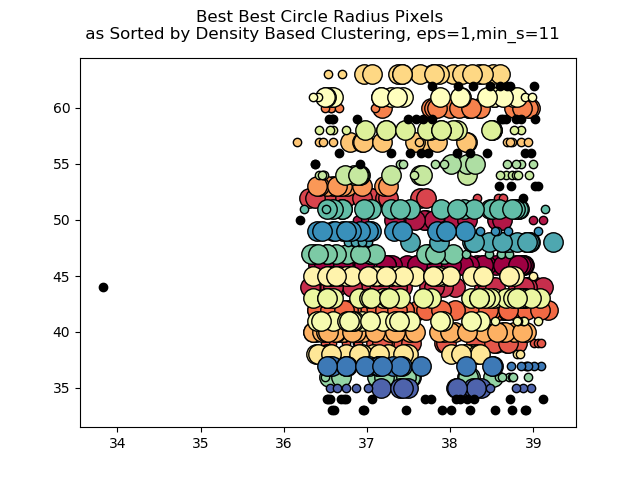 Best Best Circle Radius Pixels
as Sorted by Density Based Clustering, eps=1,min_s=11
60
55
50
45
40
35
34 35 36 37 38 39